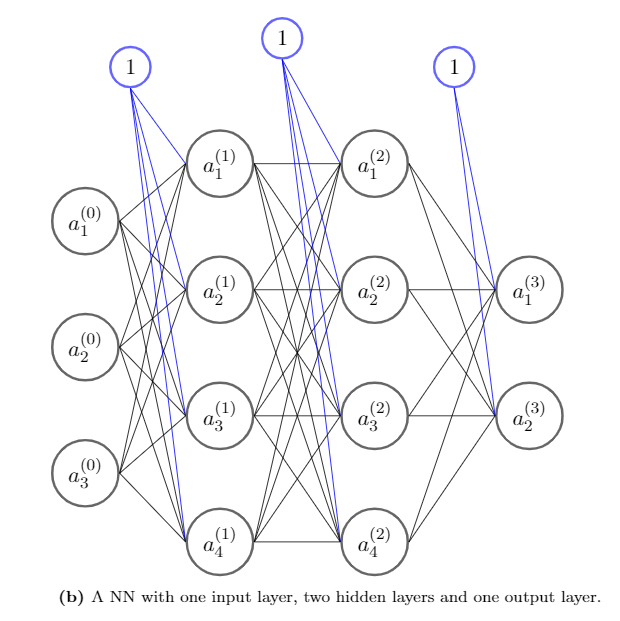 1
1
1
a_1^{(1)}
a_1^{(2)}
a_1^{(0)}
a_2^{(1)}
a_2^{(2)}
a_1^{(3)}
a_2^{(0)}
a_3^{(1)}
a_3^{(2)}
a_2^{(3)}
a_3^{(0)}
a_4^{(1)}
a_4^{(2)}
(b) Λ NN with one input layer, two hidden layers and one output layer.